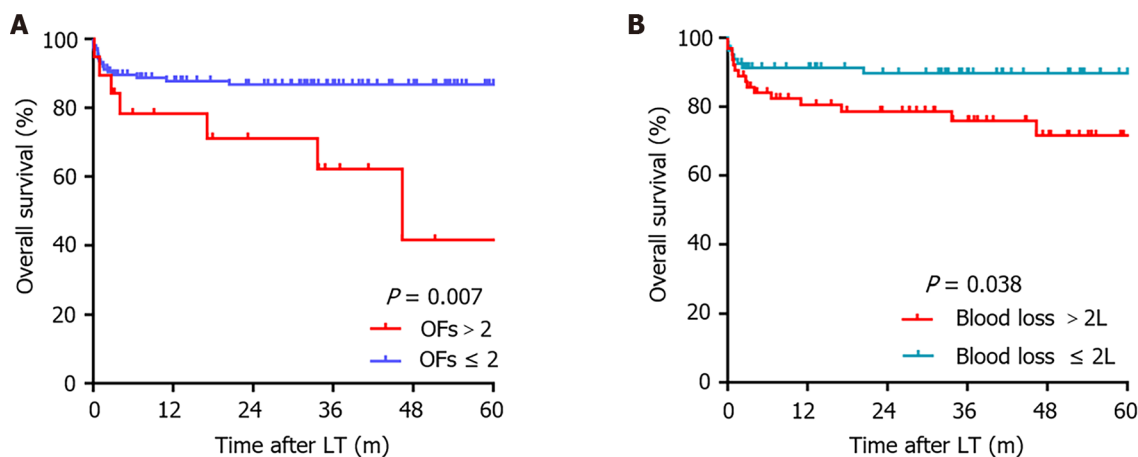 A
Overall survival (%)
100
80
60
40
20
0
0 12 24 36 48 60
Time after LT (m)
P = 0.007
OFs > 2
OFs ≤ 2
B
Overall survival (%)
100
80
60
40
20
0
0 12 24 36 48 60
Time after LT (m)
P = 0.038
Blood loss > 2L
Blood loss ≤ 2L